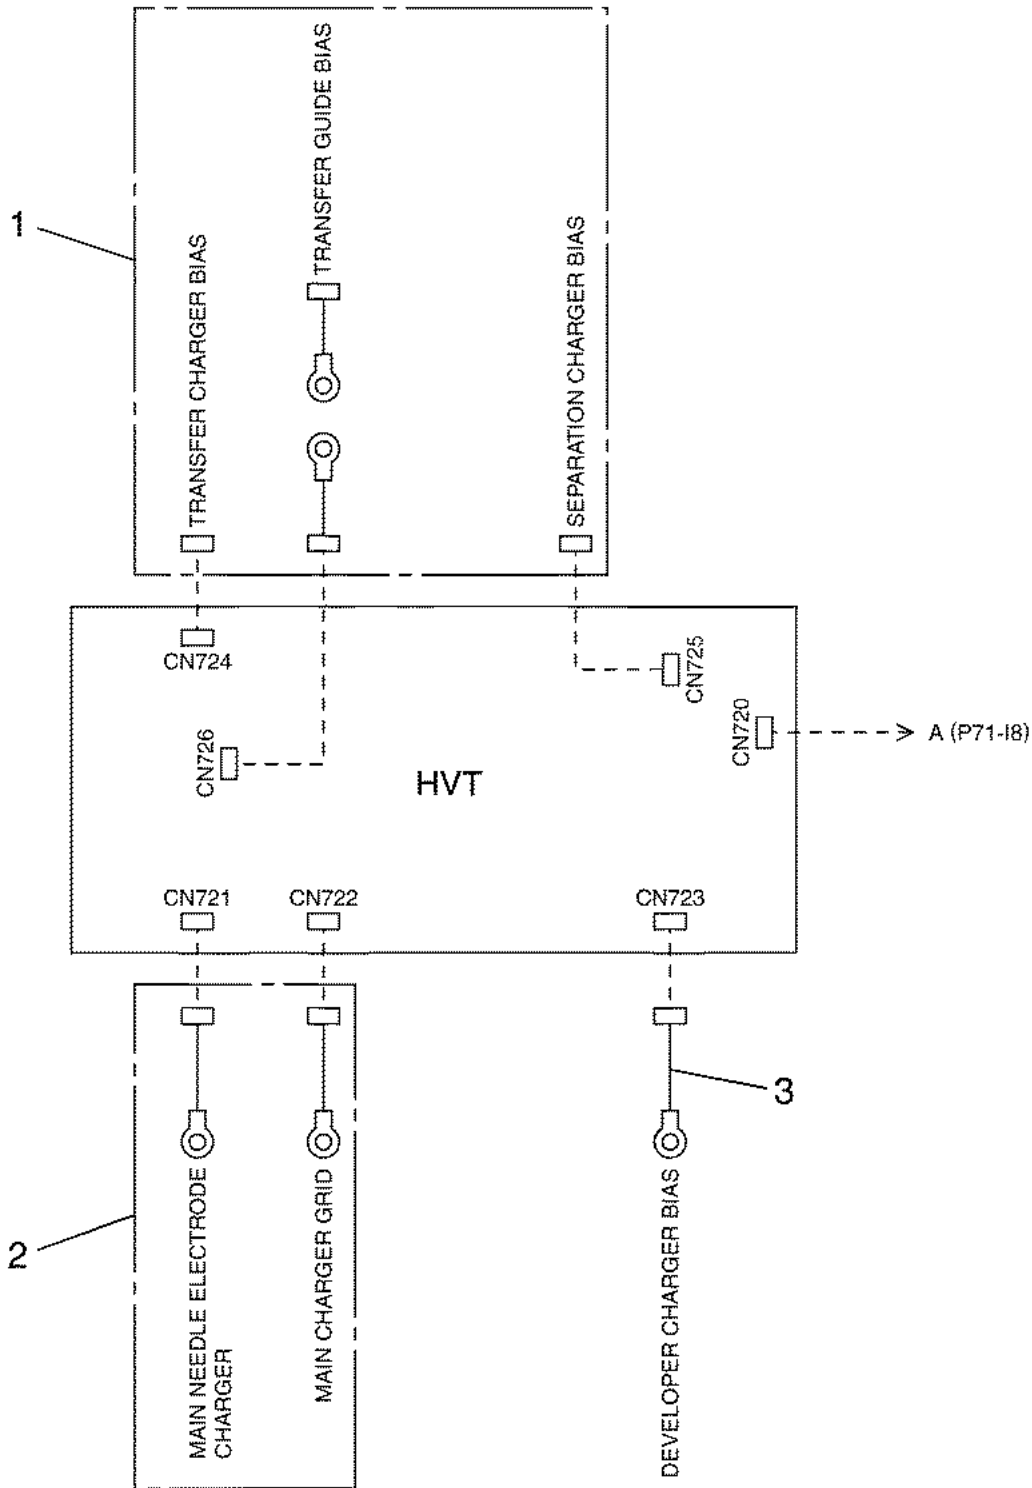 TRANSFER GUIDE BIAS
1
TRANSFER CHARGER BIAS
SEPARATION CHARGER BIAS
CN724
CN725
CN720
A (P71-I8)
CN726
HVT
CN721
CN722
CN723
3
2
MAIN NEEDLE ELECTRODE
CHARGER
MAIN CHARGER GRID
DEVELOPER CHARGER BIAS